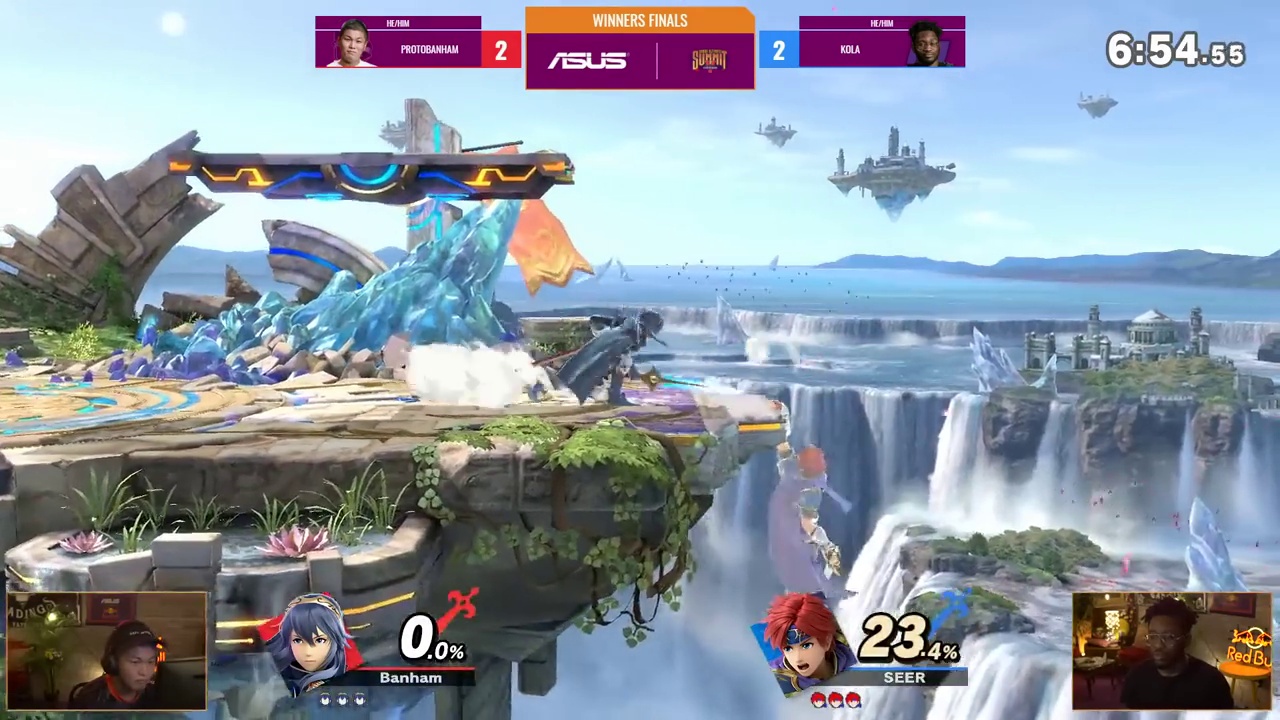 HE/HIM
PROTOBANHAM
2
WINNERS FINALS
ASUS
SUMMIT
2
HE/HIM
KOLA
6:54.55
0.0%
Banham
23.4%
SEER
Red Bu